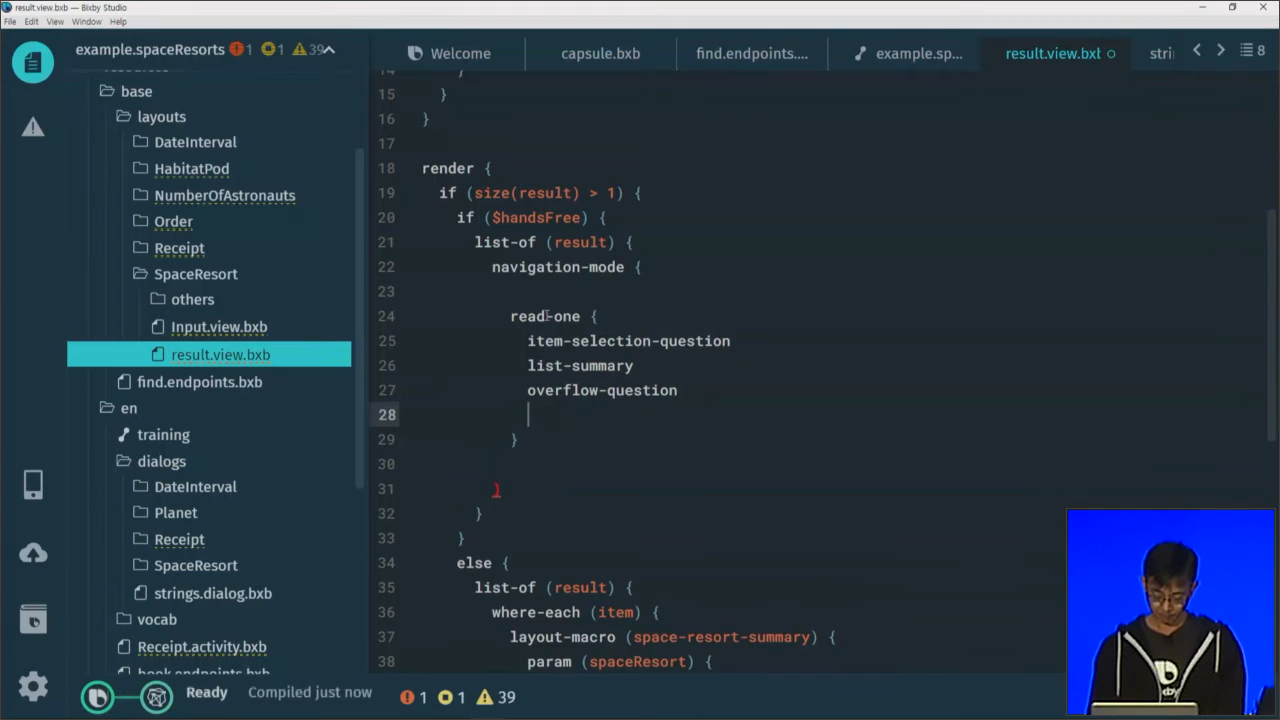 result.view.bxb — Bixby Studio
File Edit View Window Help
example.spaceResorts 1 1 39
Welcome
capsule.bxb
find.endpoints....
example.sp...
result.view.bxb
stri
8
base
layouts
DateInterval
HabitatPod
NumberOfAstronauts
Order
Receipt
SpaceResort
others
Input.view.bxb
result.view.bxb
find.endpoints.bxb
en
training
dialogs
DateInterval
Planet
Receipt
SpaceResort
strings.dialog.bxb
vocab
Receipt.activity.bxb
14 }
15 }
16 }
17
18 render {
19 if (size(result) > 1) {
20 if ($handsFree) {
21 list-of (result) {
22 navigation-mode {
23
24 read-one {
25 item-selection-question
26 list-summary
27 overflow-question
28
29 }
30
31 }
32 }
33 }
34 else {
35 list-of (result) {
36 where-each (item) {
37 layout-macro (space-resort-summary) {
38 param (spaceResort) {
Ready Compiled just now 1 1 39